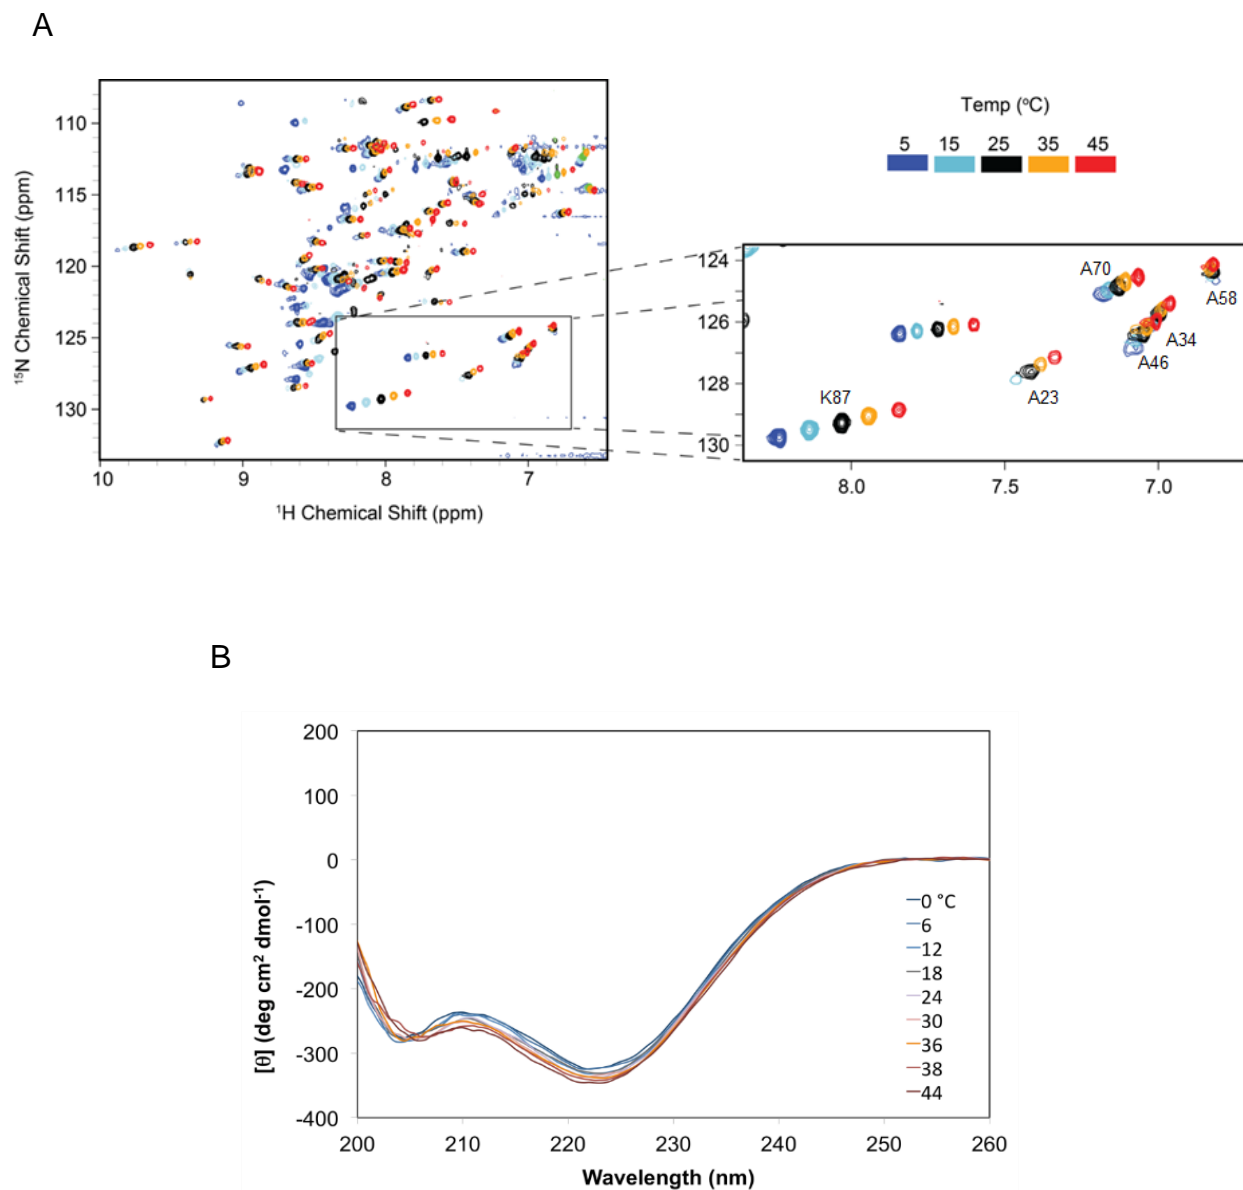 A
110
115
120
125
130
10
9
8
7
¹⁵N Chemical Shift (ppm)
¹H Chemical Shift (ppm)
Temp (°C)
5 15 25 35 45
124
126
128
130
8.0
7.5
7.0
A70
A58
A34
A46
A23
K87
B
200
100
0
-100
-200
-300
-400
200
210
220
230
240
250
260
[θ] (deg cm² dmol⁻¹)
Wavelength (nm)
0 °C
6
12
18
24
30
36
38
44